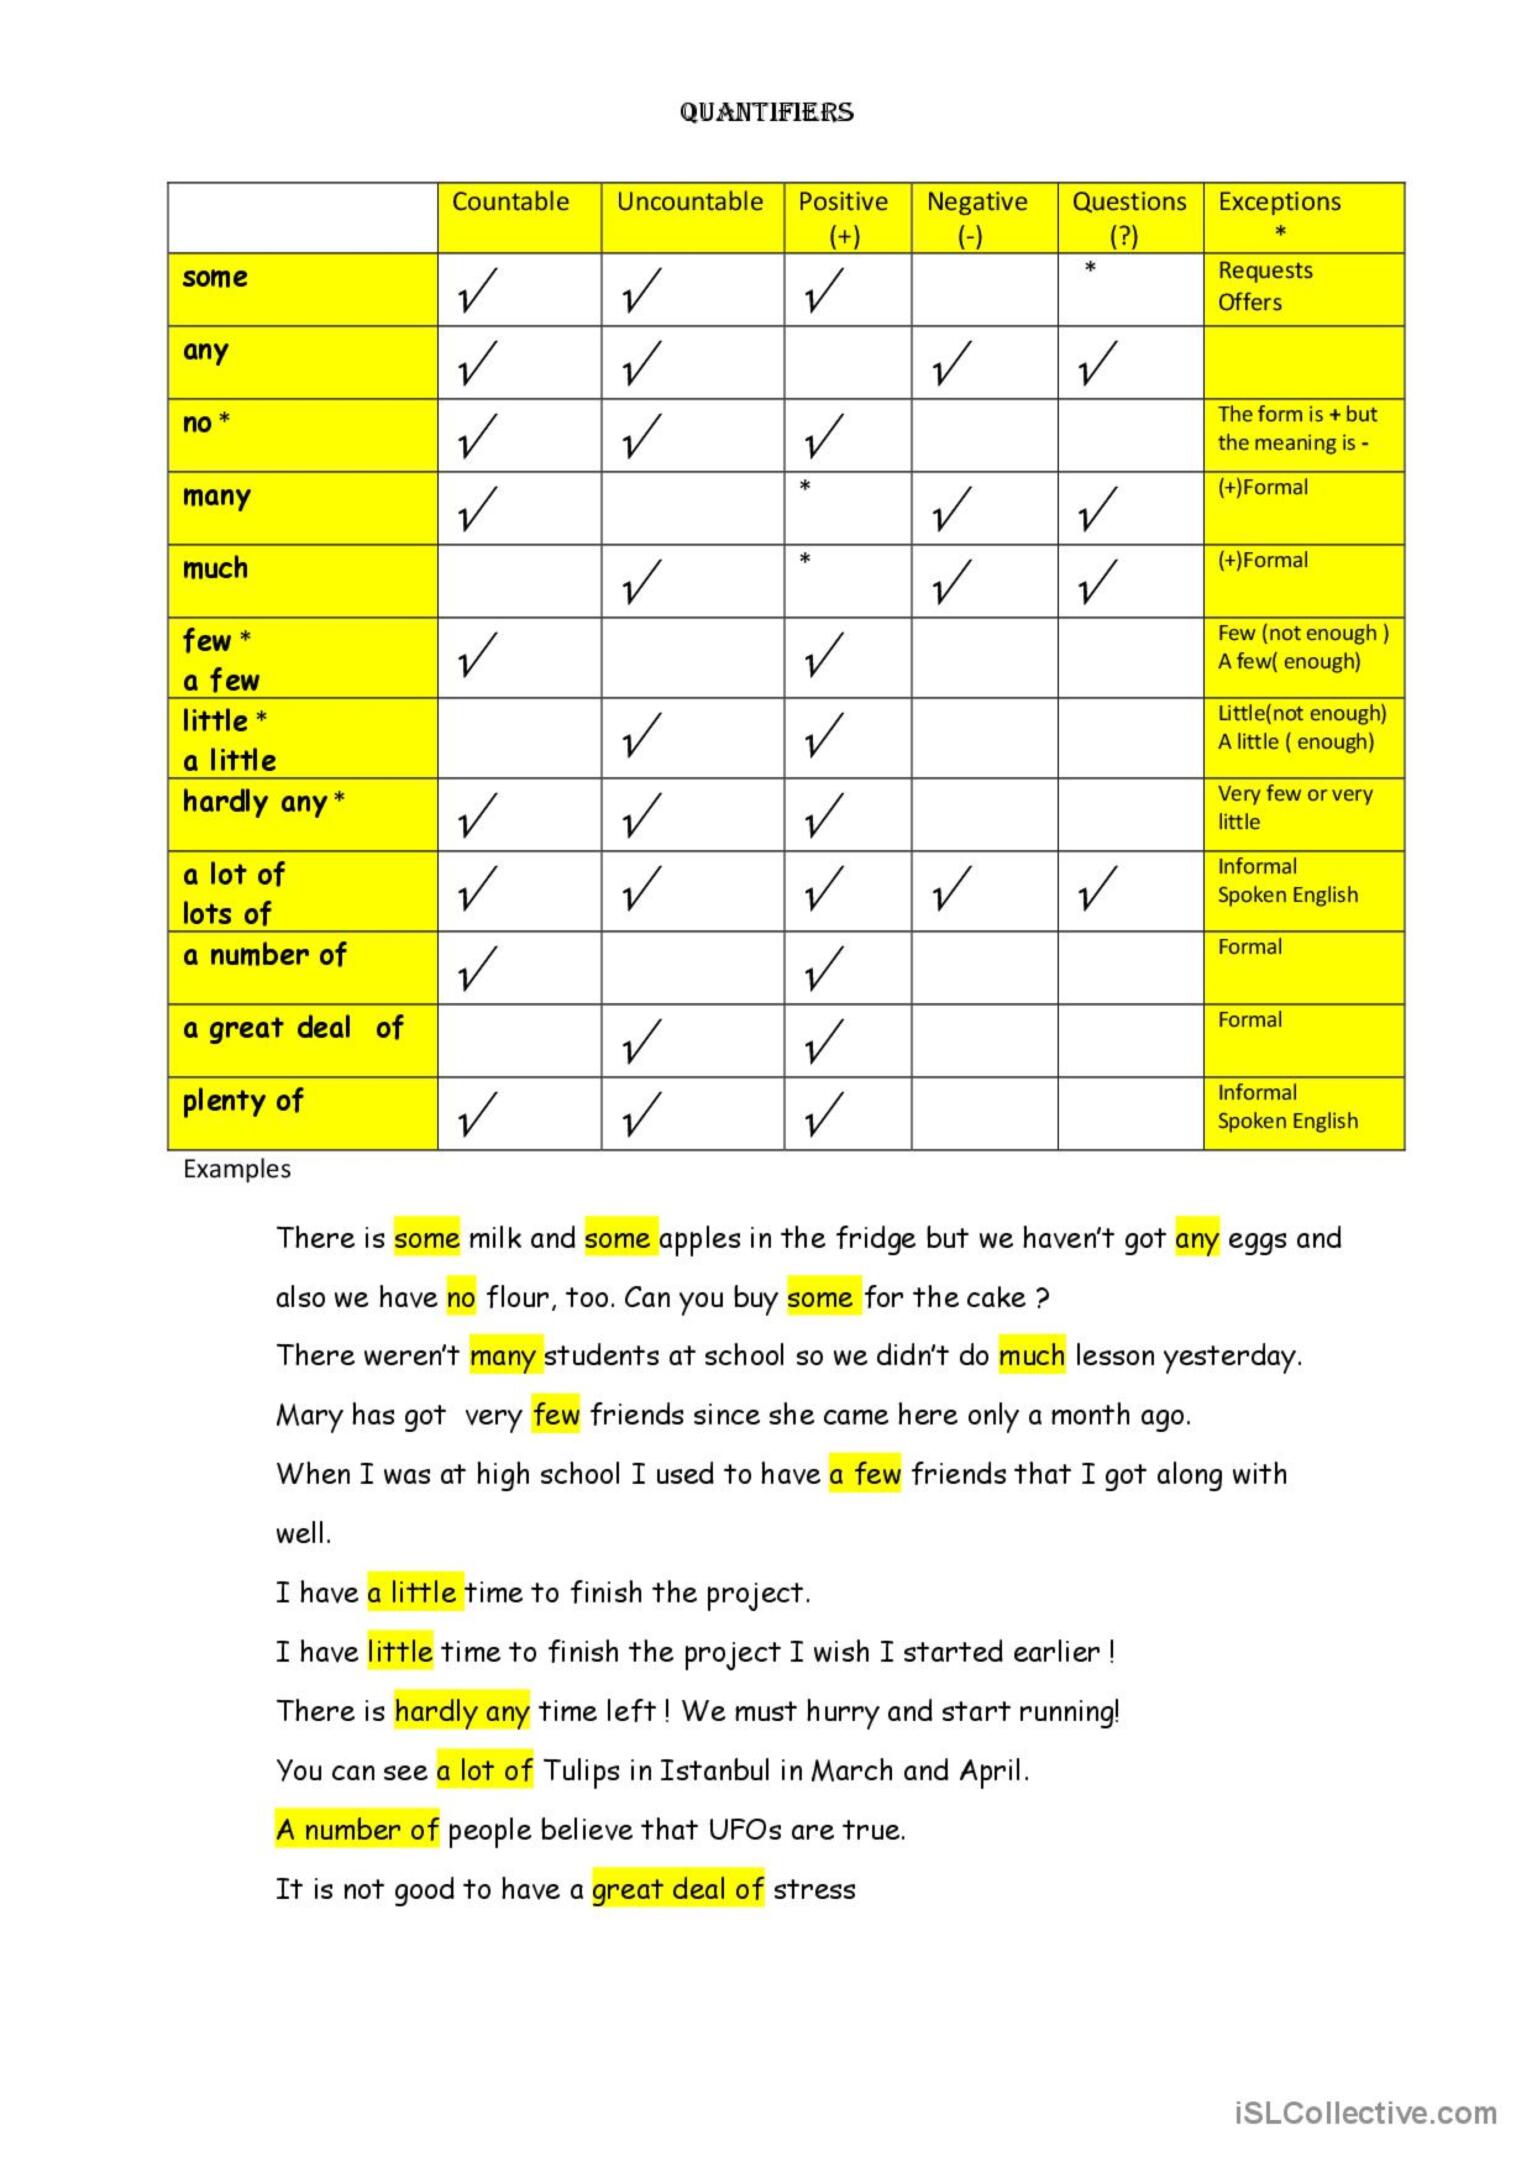 QUANTIFIERS
Countable Uncountable Positive (+) Negative (-) Questions (?) Exceptions *
some √ √ √ * Requests Offers
any √ √ √ √
no * √ √ √ The form is + but the meaning is -
many √ * √ √ (+)Formal
much √ * √ √ (+)Formal
few * a few √ √ Few (not enough ) A few( enough)
little * a little √ √ Little(not enough) A little ( enough)
hardly any * √ √ √ Very few or very little
a lot of lots of √ √ √ √ √ Informal Spoken English
a number of √ √ Formal
a great deal of √ √ Formal
plenty of √ √ √ Informal Spoken English
Examples
There is some milk and some apples in the fridge but we haven't got any eggs and
also we have no flour, too. Can you buy some for the cake ?
There weren't many students at school so we didn't do much lesson yesterday.
Mary has got very few friends since she came here only a month ago.
When I was at high school I used to have a few friends that I got along with
well.
I have a little time to finish the project.
I have little time to finish the project I wish I started earlier !
There is hardly any time left ! We must hurry and start running!
You can see a lot of Tulips in Istanbul in March and April.
A number of people believe that UFOs are true.
It is not good to have a great deal of stress
iSLCollective.com